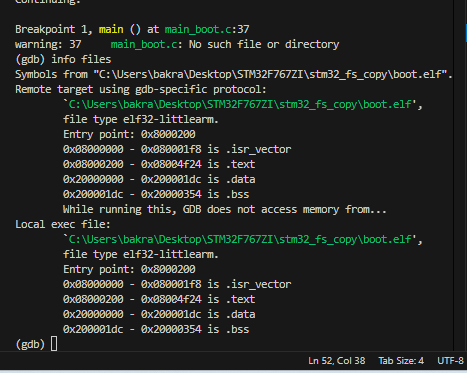 Continuing.
Breakpoint 1, main () at main_boot.c:37
warning: 37 main_boot.c: No such file or directory
(gdb) info files
Symbols from "C:\Users\bakra\Desktop\STM32F767ZI\stm32_fs_copy\boot.elf".
Remote target using gdb-specific protocol:
`C:\Users\bakra\Desktop\STM32F767ZI\stm32_fs_copy\boot.elf',
file type elf32-littlearm.
Entry point: 0x8000200
0x08000000 - 0x080001f8 is .isr_vector
0x08000200 - 0x08004f24 is .text
0x20000000 - 0x200001dc is .data
0x200001dc - 0x20000354 is .bss
While running this, GDB does not access memory from...
Local exec file:
`C:\Users\bakra\Desktop\STM32F767ZI\stm32_fs_copy\boot.elf',
file type elf32-littlearm.
Entry point: 0x8000200
0x08000000 - 0x080001f8 is .isr_vector
0x08000200 - 0x08004f24 is .text
0x20000000 - 0x200001dc is .data
0x200001dc - 0x20000354 is .bss
(gdb)
Ln 52, Col 38 Tab Size: 4 UTF-8